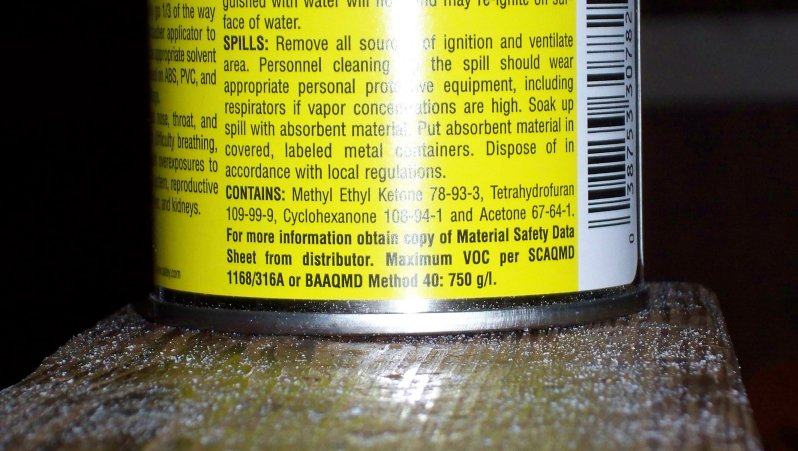 go 1/3 of the way
applicator to
appropriate solvent
on ABS, PVC, and
nose, throat, and
difficulty breathing,
overexposures to
reproductive
and kidneys.
guished with water will and may re-ignite on sur-
face of water.
SPILLS: Remove all of ignition and ventilate
area. Personnel cleaning the spill should wear
appropriate personal protective equipment, including
respirators if vapor concentrations are high. Soak up
spill with absorbent material. Put absorbent material in
covered, labeled metal containers. Dispose of in
accordance with local regulations.
CONTAINS: Methyl Ethyl Ketone 78-93-3, Tetrahydrofuran
109-99-9, Cyclohexanone 108-94-1 and Acetone 67-64-1.
For more information obtain copy of Material Safety Data
Sheet from distributor. Maximum VOC per SCAQMD
1168/316A or BAAQMD Method 40: 750 g/l.
0 38753 30782